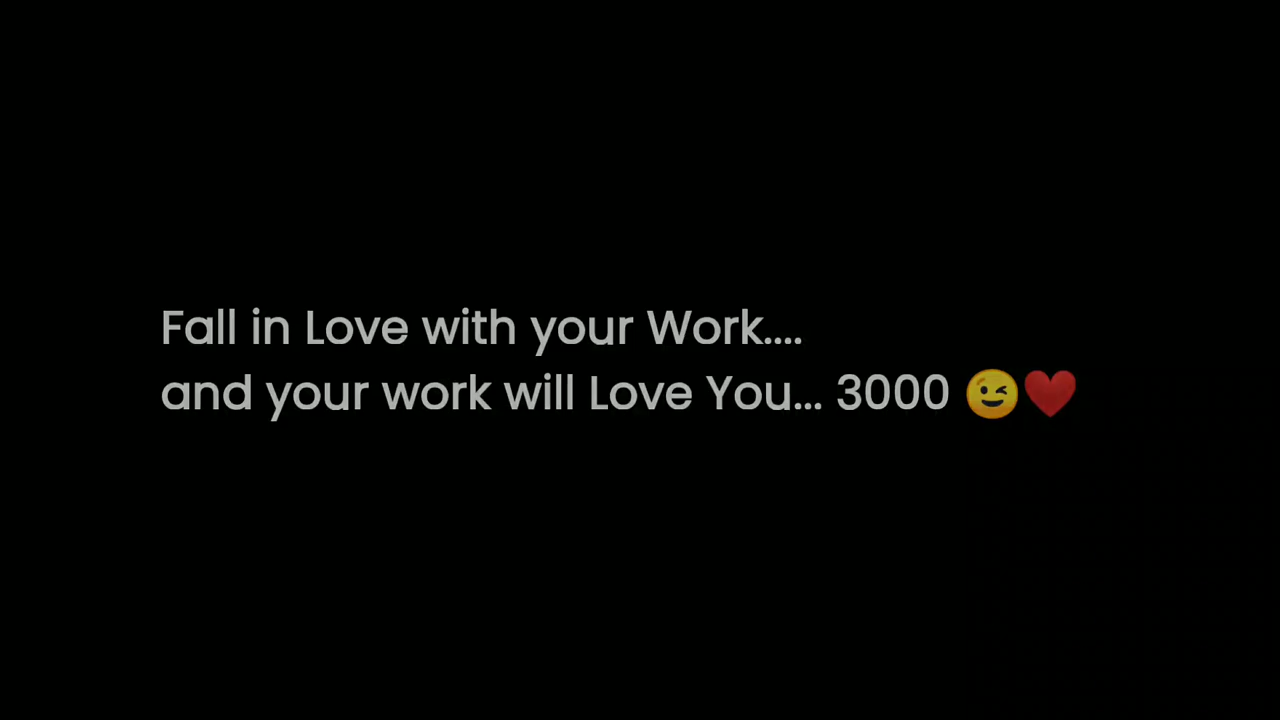 Fall in Love with your Work....
and your work will Love You... 3000 😉❤️